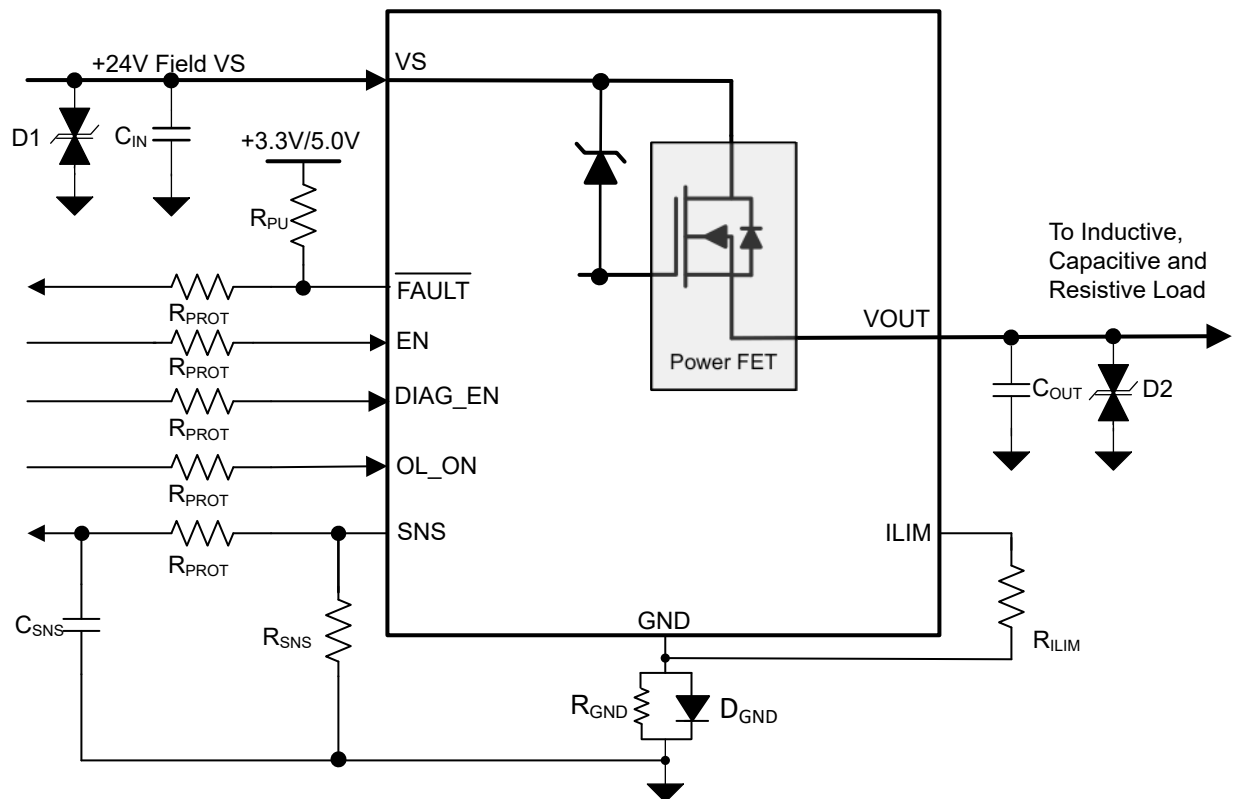 +24V Field VS
VS
D1
CIN
+3.3V/5.0V
RPU
FAULT
RPROT
EN
RPROT
DIAG_EN
RPROT
OL_ON
RPROT
SNS
RPROT
CSNS
RSNS
Power FET
VOUT
To Inductive,
Capacitive and
Resistive Load
COUT
D2
ILIM
RILIM
GND
RGND
DGND